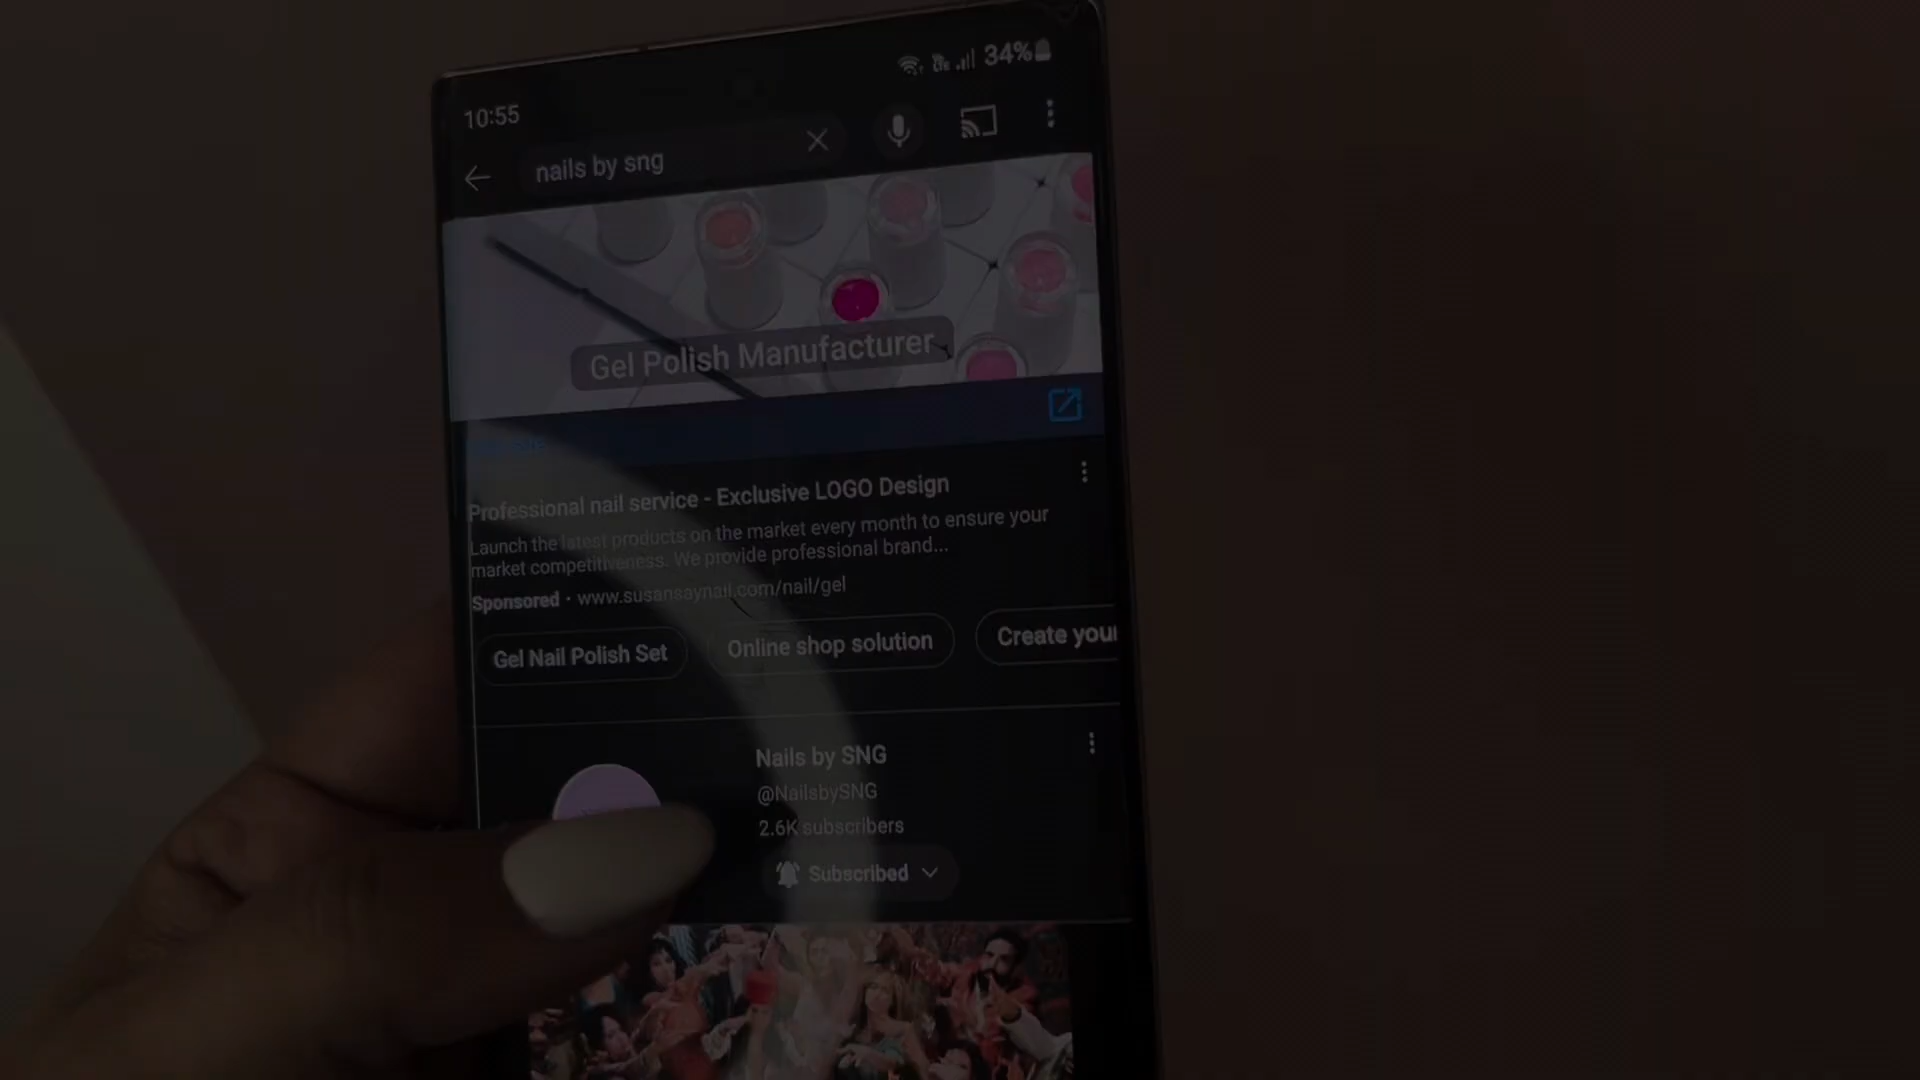 34%
10:55
nails by sng
Gel Polish Manufacturer
Professional nail service - Exclusive LOGO Design
Launch the latest products on the market every month to ensure your
market competitiveness. We provide professional brand...
Sponsored · www.susansaynail.com/nail/gel
Gel Nail Polish Set
Online shop solution
Create your
Nails by SNG
@NailsbySNG
2.6K subscribers
Subscribed